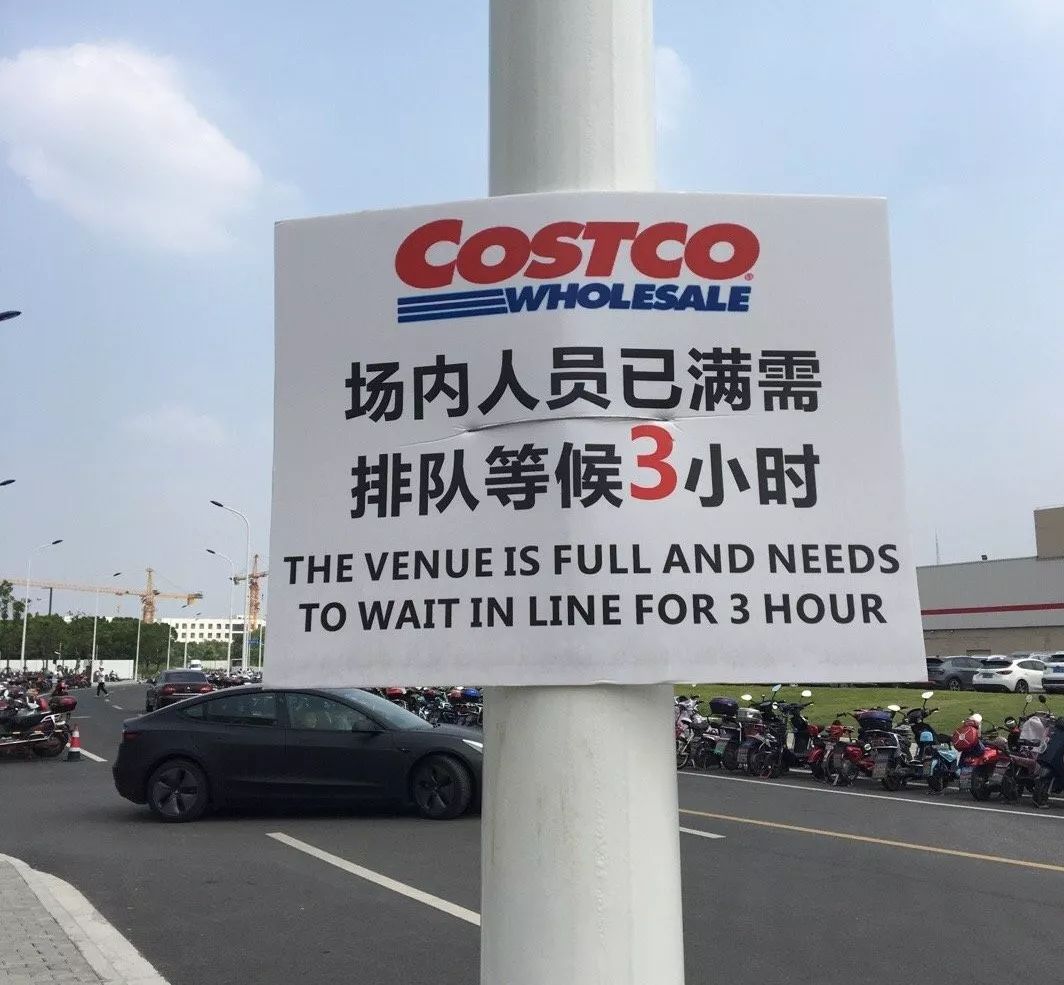 COSTCO
WHOLESALE
场内人员已满需
排队等候3小时
THE VENUE IS FULL AND NEEDS
TO WAIT IN LINE FOR 3 HOUR